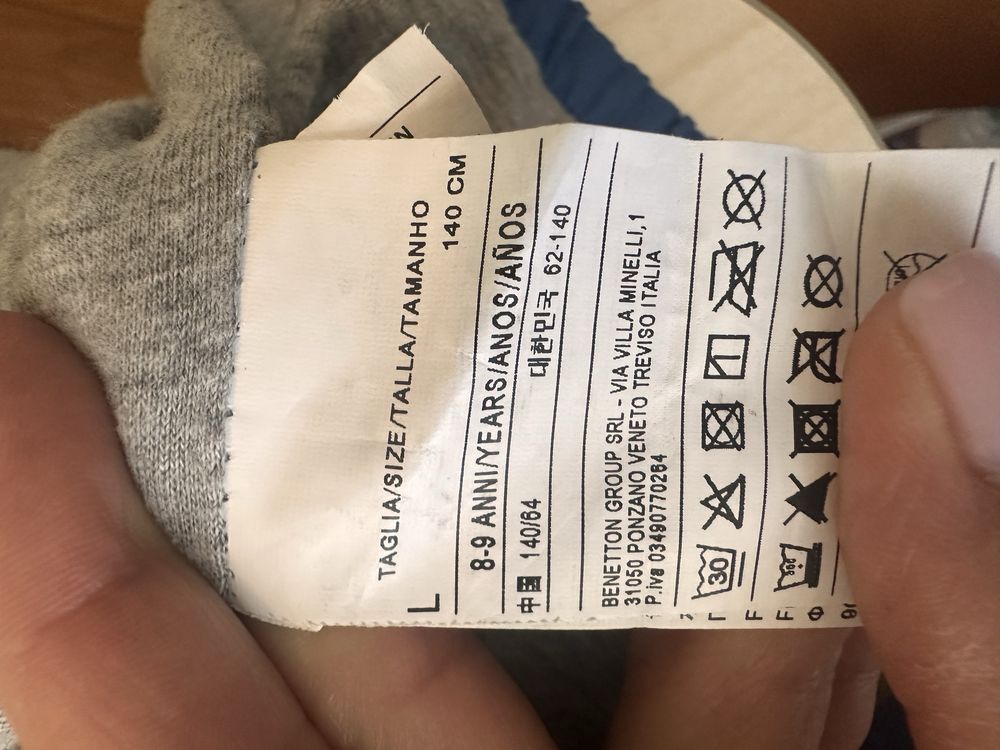 TAGLIA/SIZE/TALLA/TAMANHO
L 140 CM
8-9 ANNI/YEARS/ANOS/AÑOS
中国 140/64 대한민국 62-140
BENETTON GROUP SRL - VIA VILLA MINELLI, 1
31050 PONZANO VENETO TREVISO ITALIA
P.iva 03490770264
30